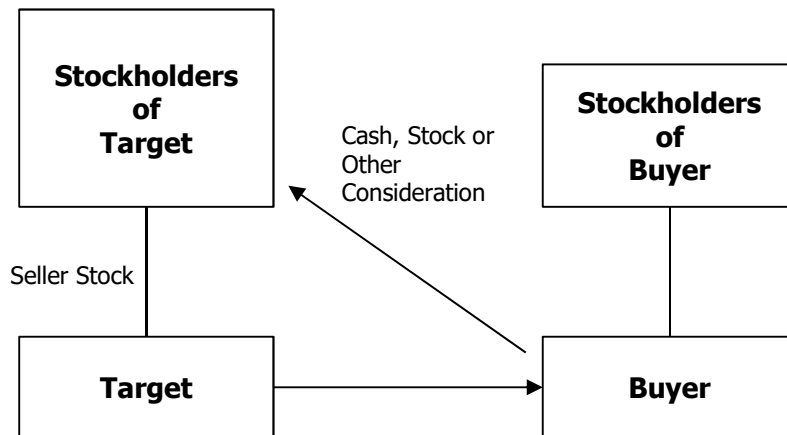 Stockholders
of
Target
Stockholders
of
Buyer
Cash, Stock or
Other
Consideration
Seller Stock
Target
Buyer